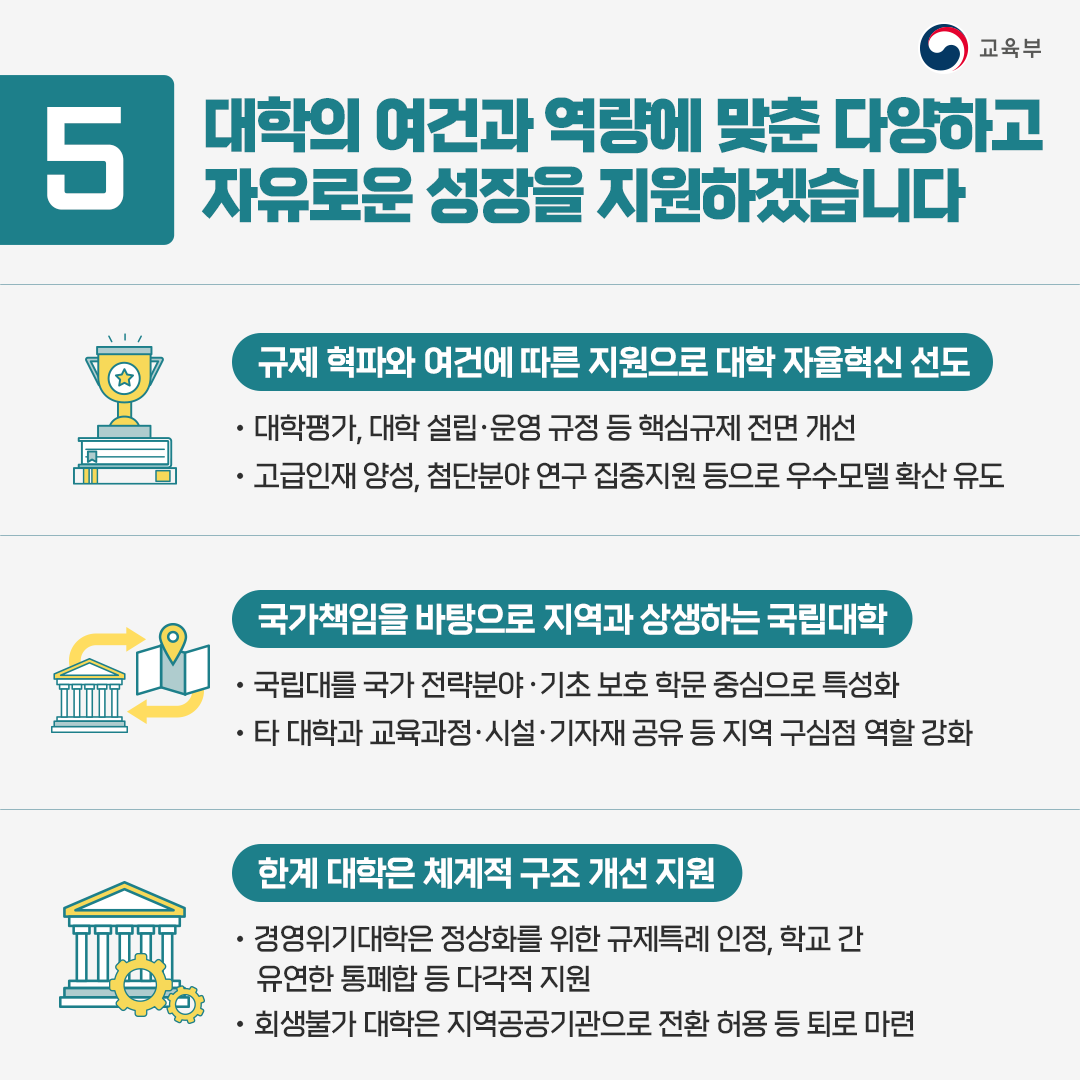 교육부
5
대학의 여건과 역량에 맞춘 다양하고
자유로운 성장을 지원하겠습니다
규제 혁파와 여건에 따른 지원으로 대학 자율혁신 선도
• 대학평가, 대학 설립·운영 규정 등 핵심규제 전면 개선
• 고급인재 양성, 첨단분야 연구 집중지원 등으로 우수모델 확산 유도
국가책임을 바탕으로 지역과 상생하는 국립대학
• 국립대를 국가 전략분야·기초 보호 학문 중심으로 특성화
• 타 대학과 교육과정·시설·기자재 공유 등 지역 구심점 역할 강화
한계 대학은 체계적 구조 개선 지원
• 경영위기대학은 정상화를 위한 규제특례 인정, 학교 간
유연한 통폐합 등 다각적 지원
• 회생불가 대학은 지역공공기관으로 전환 허용 등 퇴로 마련